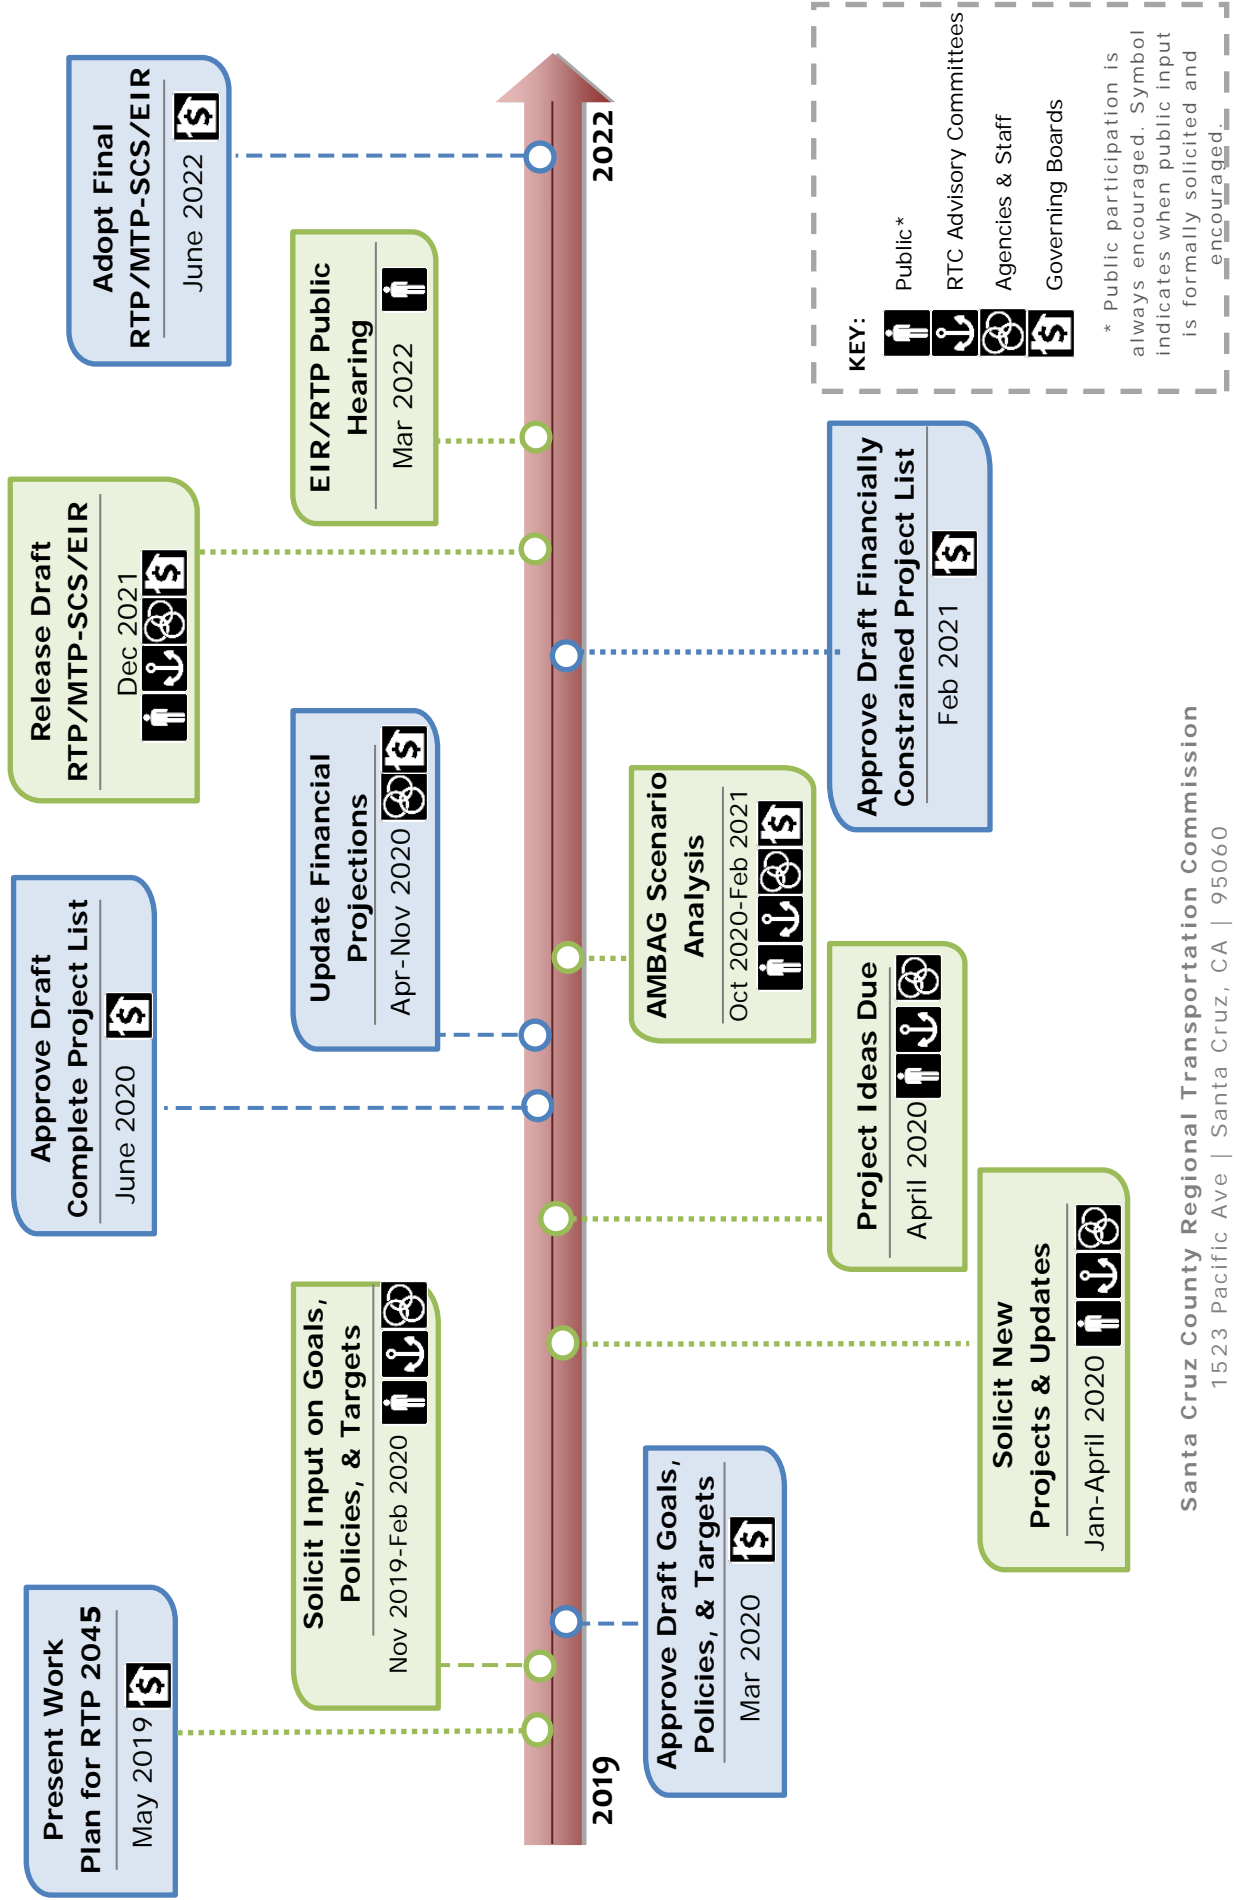 Present Work
Plan for RTP 2045
May 2019
Solicit Input on Goals,
Policies, & Targets
Nov 2019-Feb 2020
Approve Draft
Complete Project List
June 2020
Update Financial
Projections
Apr-Nov 2020
Release Draft
RTP/MTP-SCS/EIR
Dec 2021
EIR/RTP Public
Hearing
Mar 2022
Adopt Final
RTP/MTP-SCS/EIR
June 2022
2019
2022
Approve Draft Goals,
Policies, & Targets
Mar 2020
Solicit New
Projects & Updates
Jan-April 2020
Project Ideas Due
April 2020
AMBAG Scenario
Analysis
Oct 2020-Feb 2021
Approve Draft Financially
Constrained Project List
Feb 2021
KEY:
Public*
RTC Advisory Committees
Agencies & Staff
Governing Boards
* Public participation is
always encouraged. Symbol
indicates when public input
is formally solicited and
encouraged.
Santa Cruz County Regional Transportation Commission
1523 Pacific Ave | Santa Cruz, CA | 95060